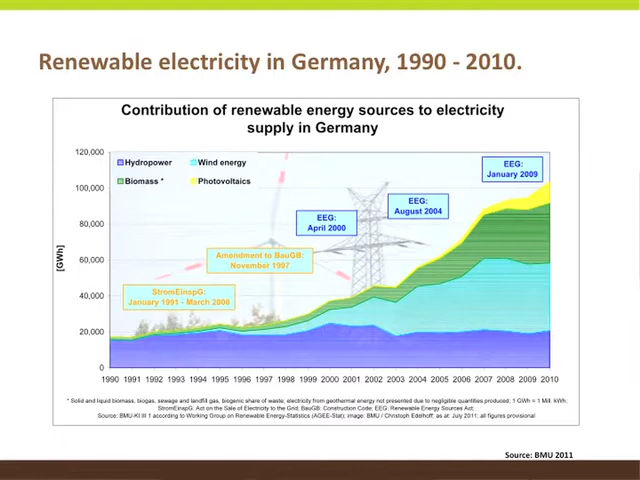 Renewable electricity in Germany, 1990 - 2010.
Contribution of renewable energy sources to electricity
supply in Germany
120,000
100,000
80,000
60,000
40,000
20,000
0
[GWh]
Hydropower
Wind energy
Biomass *
Photovoltaics
EEG:
January 2009
EEG:
August 2004
EEG:
April 2000
Amendment to BauGB:
November 1997
StromEinspG:
January 1991 - March 2000
1990 1991 1992 1993 1994 1995 1996 1997 1998 1999 2000 2001 2002 2003 2004 2005 2006 2007 2008 2009 2010
* Solid and liquid biomass, biogas, sewage and landfill gas, biogenic share of waste; electricity from geothermal energy not presented due to negligible quantities produced; 1 GWh = 1 Mill. kWh;
StromEinspG: Act on the Sale of Electricity to the Grid; BauGB: Construction Code; EEG: Renewable Energy Sources Act;
Source: BMU-KI III 1 according to Working Group on Renewable Energy-Statistics (AGEE-Stat); image: BMU / Christoph Edelhoff; as at: July 2011; all figures provisional
Source: BMU 2011